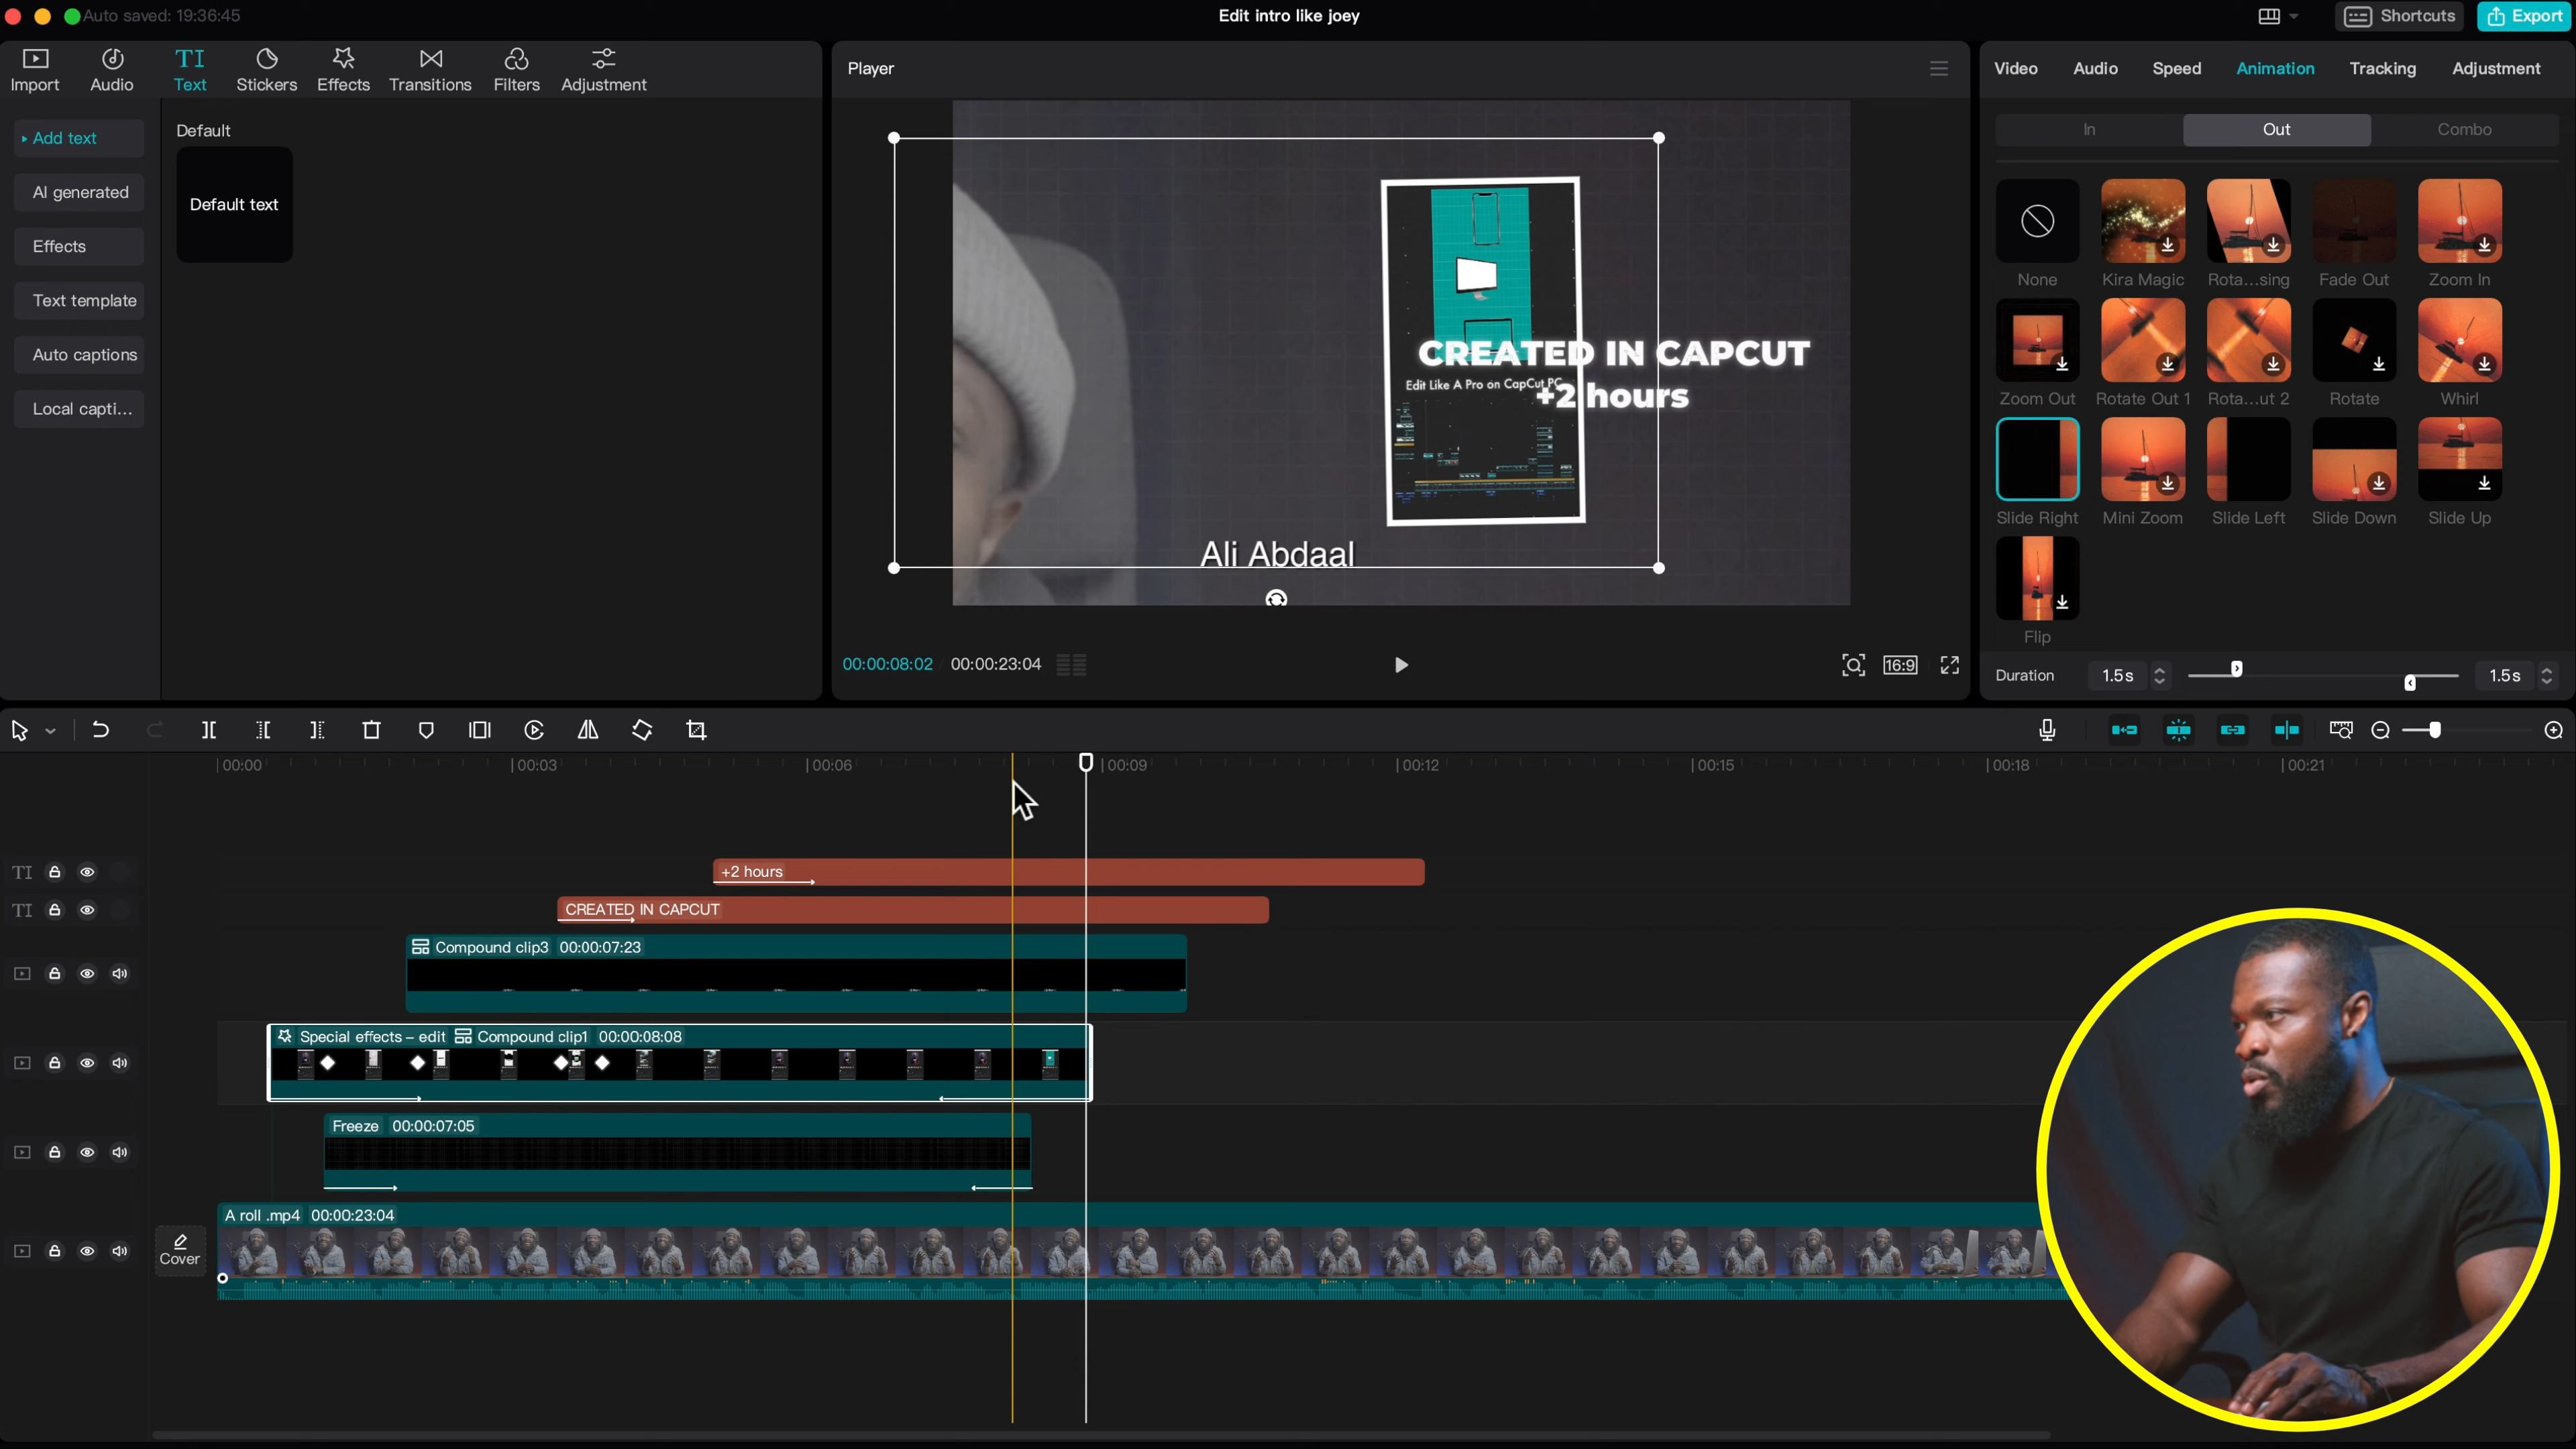 Auto saved: 19:36:45
Edit intro like joey
Shortcuts
Export
Import
Audio
TI
Text
Stickers
Effects
Transitions
Filters
Adjustment
Add text
AI generated
Effects
Text template
Auto captions
Local capti...
Default
Default text
Player
CREATED IN CAPCUT
Edit Like A Pro on CapCut PC
+2 hours
Ali Abdaal
00:00:08:02
00:00:23:04
16:9
Video
Audio
Speed
Animation
Tracking
Adjustment
In
Out
Combo
None
Kira Magic
Rota...sing
Fade Out
Zoom In
Zoom Out
Rotate Out 1
Rota...ut 2
Rotate
Whirl
Slide Right
Mini Zoom
Slide Left
Slide Down
Slide Up
Flip
Duration
1.5s
1.5s
00:00
00:03
00:06
00:09
00:12
00:15
00:18
00:21
TI
+2 hours
TI
CREATED IN CAPCUT
Compound clip3 00:00:07:23
Special effects – edit Compound clip1 00:00:08:08
Freeze 00:00:07:05
A roll .mp4 00:00:23:04
Cover